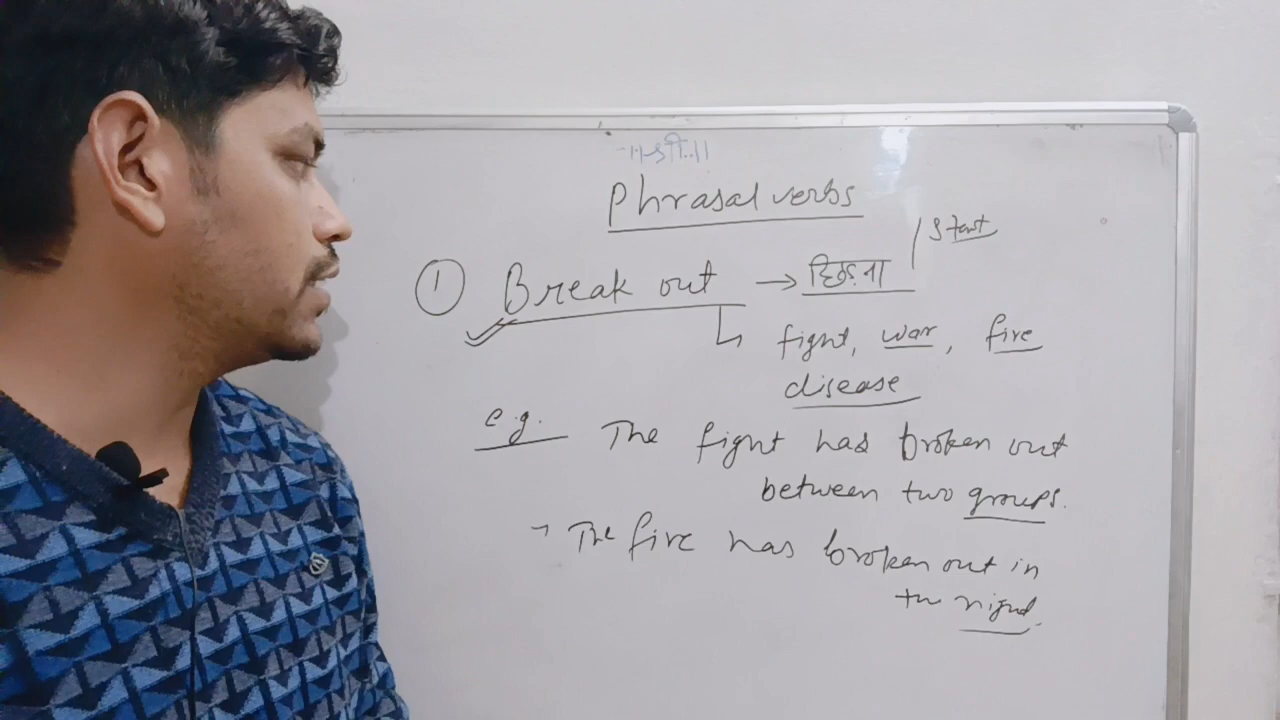 Phrasal verbs
① Break out → छिड़ना / start
fight, war, fire
disease
e.g. The fight has broken out
between two groups.
The fire has broken out in
the night.